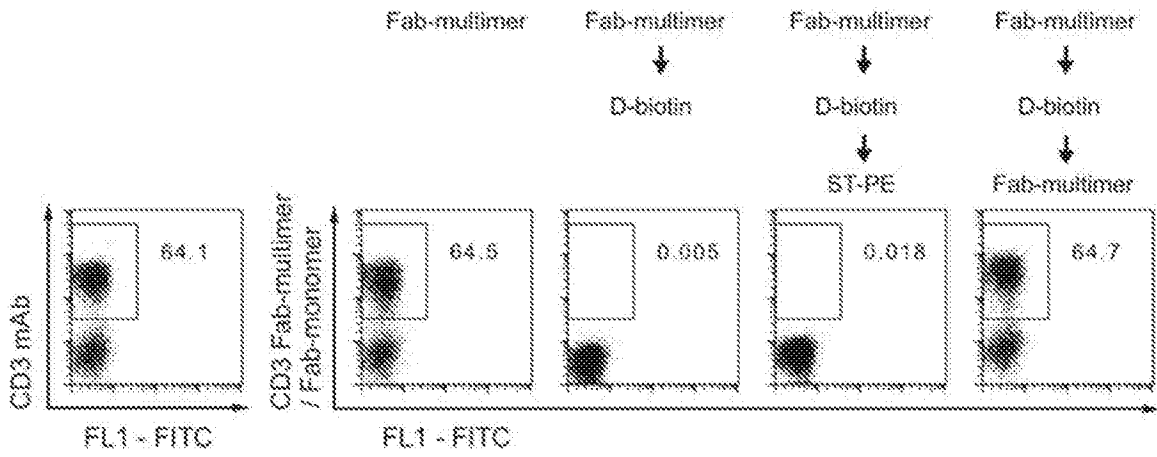 Fab-multimer Fab-multimer Fab-multimer Fab-multimer
D-biotin D-biotin D-biotin
ST-PE Fab-multimer
CD3 mAb
64.1
FL1 - FITC
CD3 Fab-multimer
/ Fab-monomer
64.5 0.005 0.018 64.7
FL1 - FITC